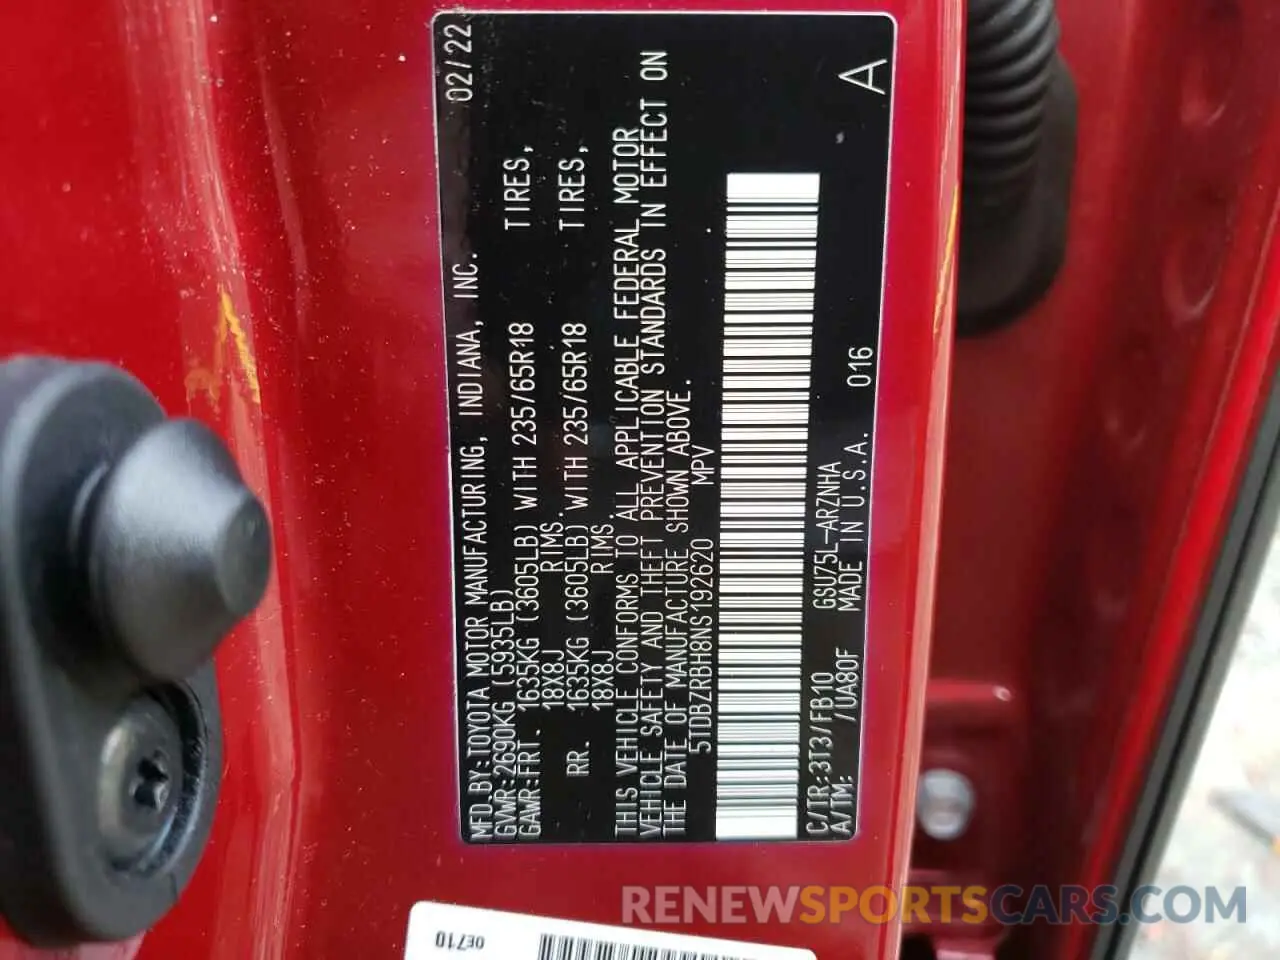 MFD.BY:TOYOTA MOTOR MANUFACTURING, INDIANA, INC. 02/22
GVWR:2690KG (5935LB)
GAWR:FRT. 1635KG (3605LB) WITH 235/65R18 TIRES,
18X8J RIMS.
RR. 1635KG (3605LB) WITH 235/65R18 TIRES,
18X8J RIMS.
THIS VEHICLE CONFORMS TO ALL APPLICABLE FEDERAL MOTOR
VEHICLE SAFETY AND THEFT PREVENTION STANDARDS IN EFFECT ON
THE DATE OF MANUFACTURE SHOWN ABOVE.
5TDBZRBH8NS192620 MPV
C/TR:3T3/FB10 GSU75L-ARZNHA
A/TM: /UA80F MADE IN U.S.A. 016 A
0E710
RENEWSPORTSCARS.COM